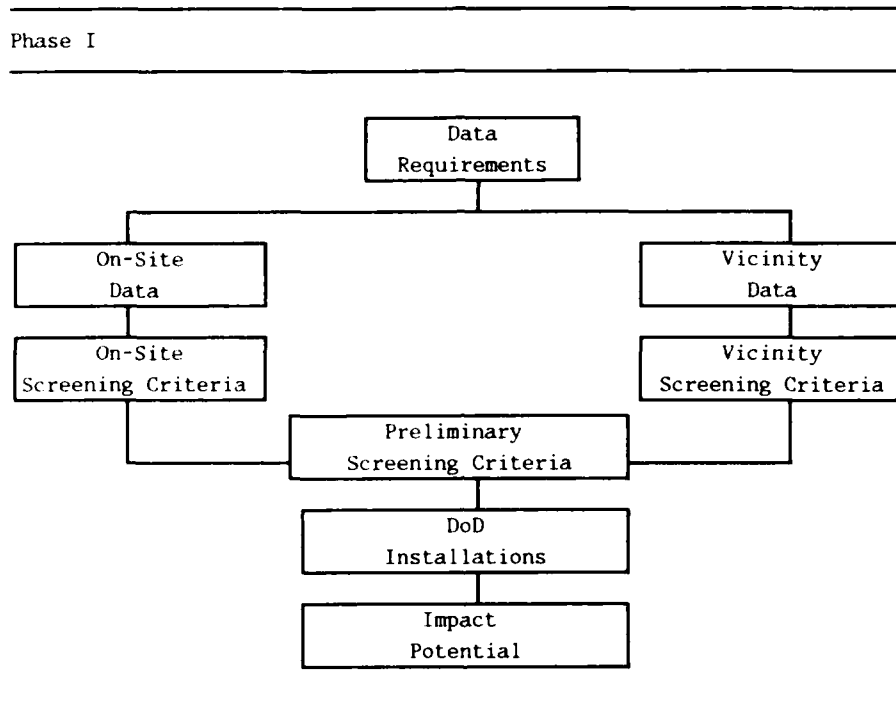 Phase I
Data
Requirements
On-Site
Data
Vicinity
Data
On-Site
Screening Criteria
Vicinity
Screening Criteria
Preliminary
Screening Criteria
DoD
Installations
Impact
Potential